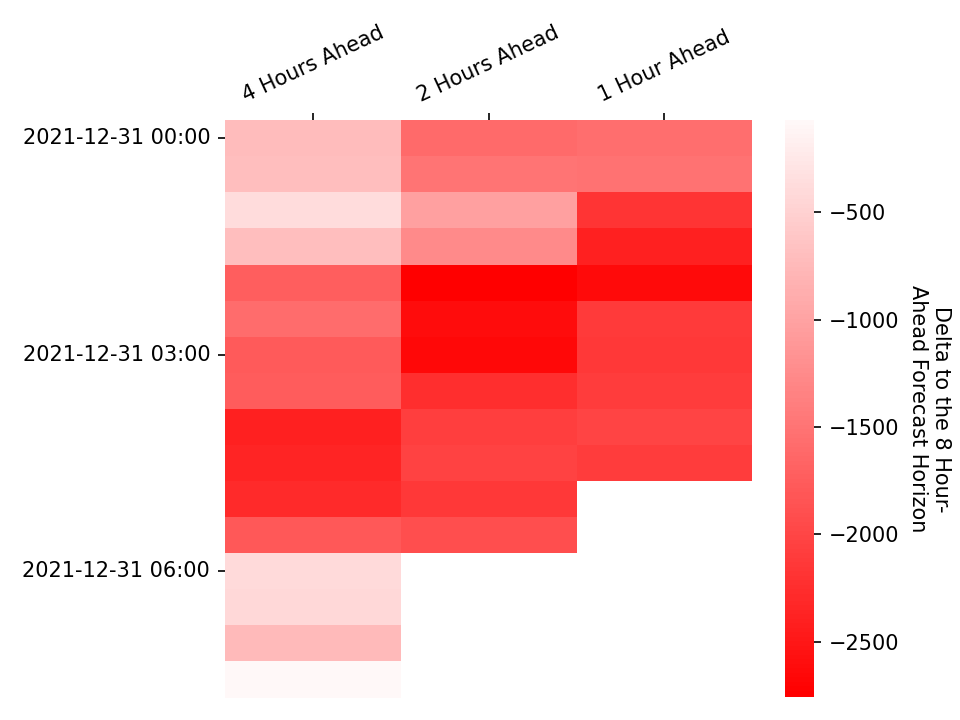 4 Hours Ahead
2 Hours Ahead
1 Hour Ahead
2021-12-31 00:00
2021-12-31 03:00
2021-12-31 06:00
−500
−1000
−1500
−2000
−2500
Delta to the 8 Hour-
Ahead Forecast Horizon